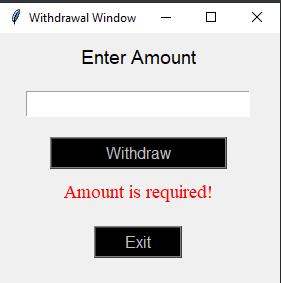 Withdrawal Window
Enter Amount
Withdraw
Amount is required!
Exit